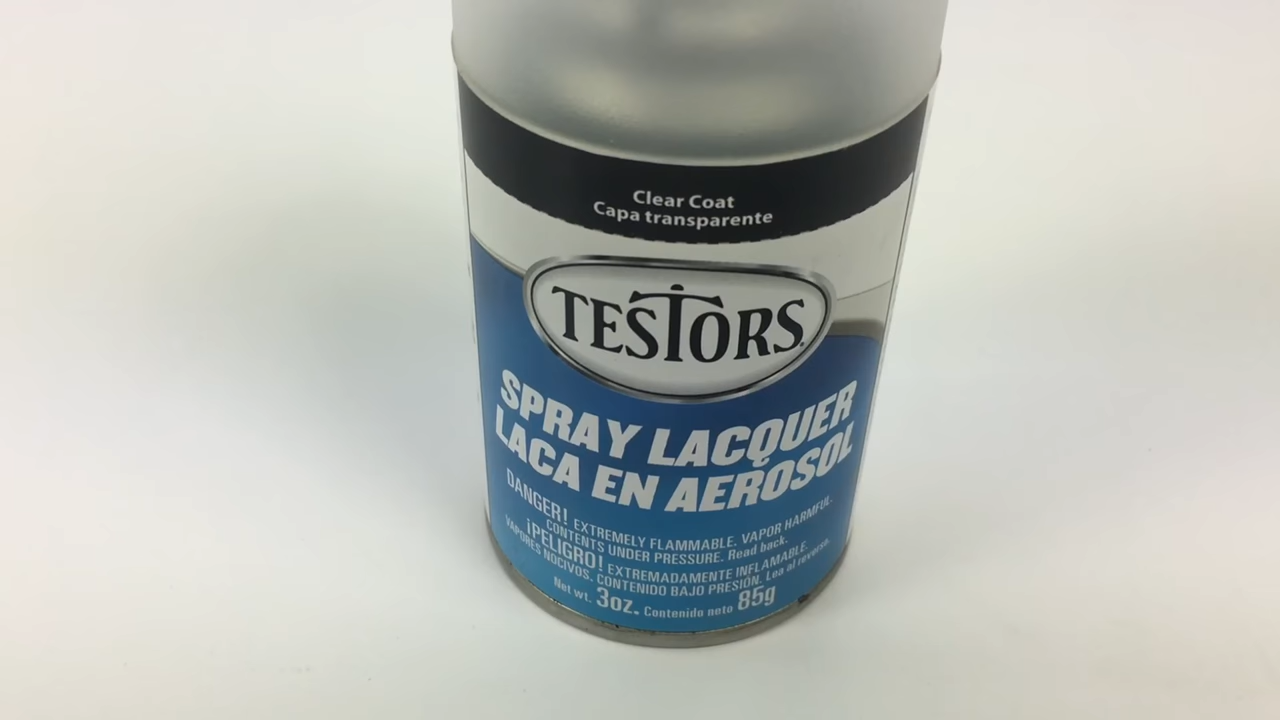 Clear Coat
Capa transparente
TESTORS
SPRAY LACQUER
LACA EN AEROSOL
DANGER! EXTREMELY FLAMMABLE. VAPOR HARMFUL.
CONTENTS UNDER PRESSURE. Read back.
¡PELIGRO! EXTREMADAMENTE INFLAMABLE.
VAPORES NOCIVOS. CONTENIDO BAJO PRESIÓN. Lea al reverso.
Net wt. 3oz. Contenido neto 85g